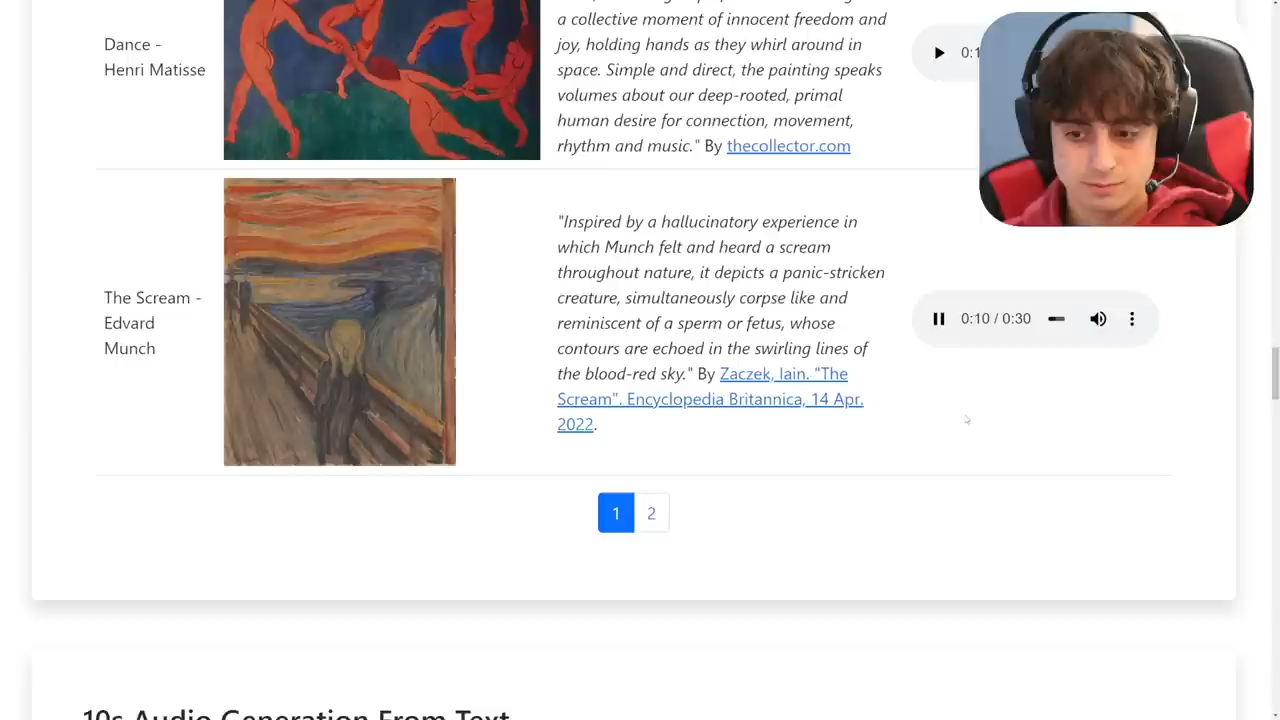 Dance -
Henri Matisse
a collective moment of innocent freedom and
joy, holding hands as they whirl around in
space. Simple and direct, the painting speaks
volumes about our deep-rooted, primal
human desire for connection, movement,
rhythm and music." By thecollector.com
0:1
The Scream -
Edvard
Munch
"Inspired by a hallucinatory experience in
which Munch felt and heard a scream
throughout nature, it depicts a panic-stricken
creature, simultaneously corpse like and
reminiscent of a sperm or fetus, whose
contours are echoed in the swirling lines of
the blood-red sky." By Zaczek, Iain. "The
Scream". Encyclopedia Britannica, 14 Apr.
2022.
0:10 / 0:30
1 2
10s Audio Generation From Text